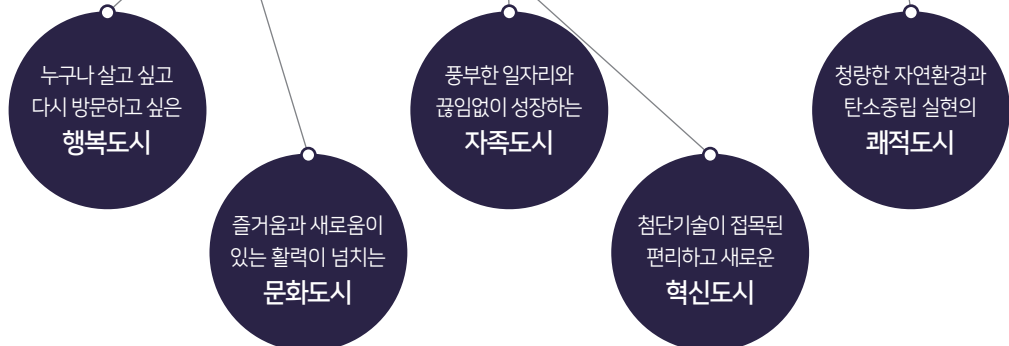 누구나 살고 싶고
다시 방문하고 싶은
행복도시
즐거움과 새로움이
있는 활력이 넘치는
문화도시
풍부한 일자리와
끊임없이 성장하는
자족도시
첨단기술이 접목된
편리하고 새로운
혁신도시
청량한 자연환경과
탄소중립 실현의
쾌적도시